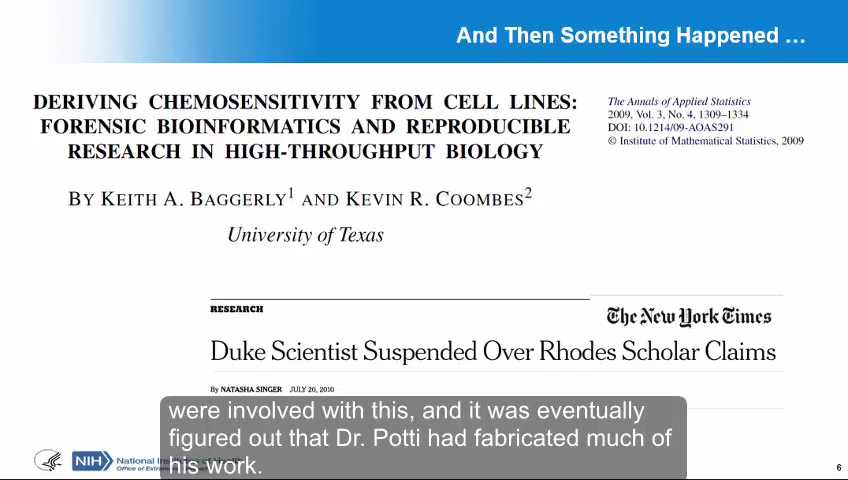 And Then Something Happened ...
DERIVING CHEMOSENSITIVITY FROM CELL LINES:
FORENSIC BIOINFORMATICS AND REPRODUCIBLE
RESEARCH IN HIGH-THROUGHPUT BIOLOGY
BY KEITH A. BAGGERLY1 AND KEVIN R. COOMBES2
University of Texas
The Annals of Applied Statistics
2009, Vol. 3, No. 4, 1309–1334
DOI: 10.1214/09-AOAS291
© Institute of Mathematical Statistics, 2009
RESEARCH
The New York Times
Duke Scientist Suspended Over Rhodes Scholar Claims
By NATASHA SINGER JULY 20, 2010
were involved with this, and it was eventually
figured out that Dr. Potti had fabricated much of
his work.
NIH
National
Office of
6